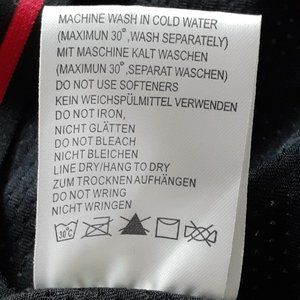 MACHINE WASH IN COLD WATER
(MAXIMUN 30°,WASH SEPARATELY)
MIT MASCHINE KALT WASCHEN
(MAXIMUN 30°,SEPARAT WASCHEN)
DO NOT USE SOFTENERS
KEIN WEICHSPÜLMITTEL VERWENDEN
DO NOT IRON,
NICHT GLÄTTEN
DO NOT BLEACH
NICHT BLEICHEN
LINE DRY/HANG TO DRY
ZUM TROCKNEN AUFHÄNGEN
DO NOT WRING
NICHT WRINGEN
30°C